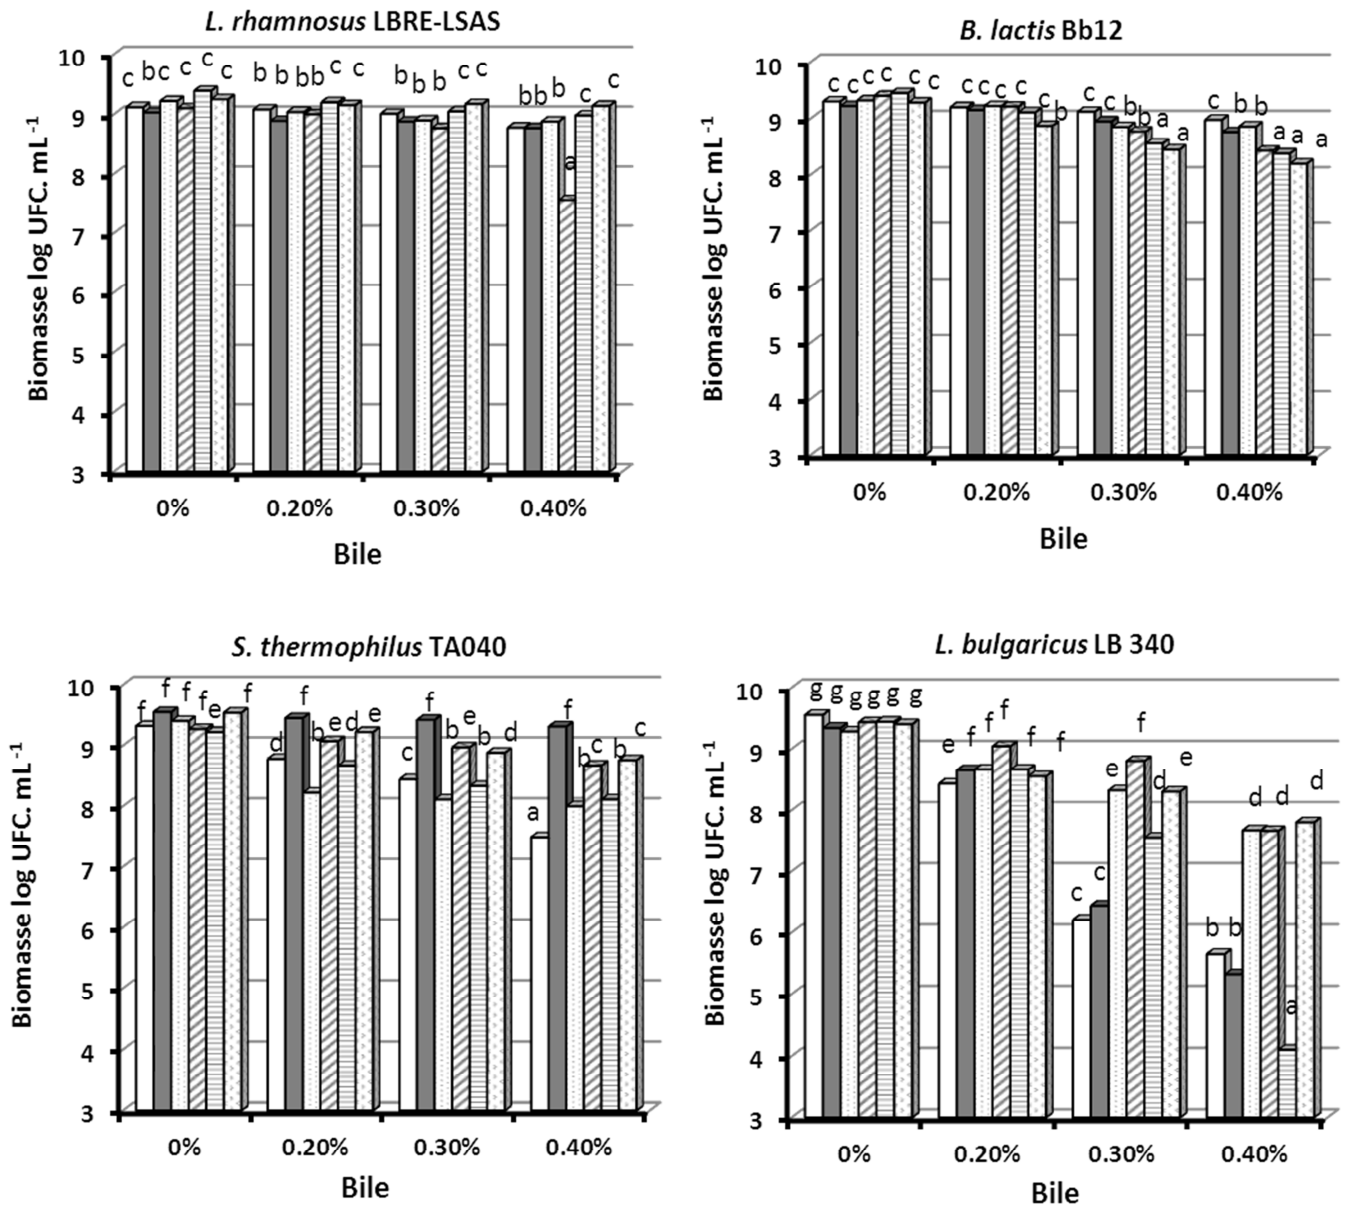 L. rhamnosus LBRE-LSAS
Biomasse log UFC. mL-1
10
9
8
7
6
5
4
3
c bc c c c c
b b b b c c
b b b c c
b b b a c c
0% 0.20% 0.30% 0.40%
Bile
B. lactis Bb12
Biomasse log UFC. mL-1
10
9
8
7
6
5
4
3
c c c c c c
c c c c c b
c c b b a a
c b b a a a
0% 0.20% 0.30% 0.40%
Bile
S. thermophilus TA040
Biomasse log UFC. mL-1
10
9
8
7
6
5
4
3
f f f f e f
d f b e d e
c f b e b d
a f b c b c
0% 0.20% 0.30% 0.40%
Bile
L. bulgaricus LB 340
Biomasse log UFC. mL-1
10
9
8
7
6
5
4
3
g g g g g g
e f f f f f
c c e f d e
b b d d a d
0% 0.20% 0.30% 0.40%
Bile